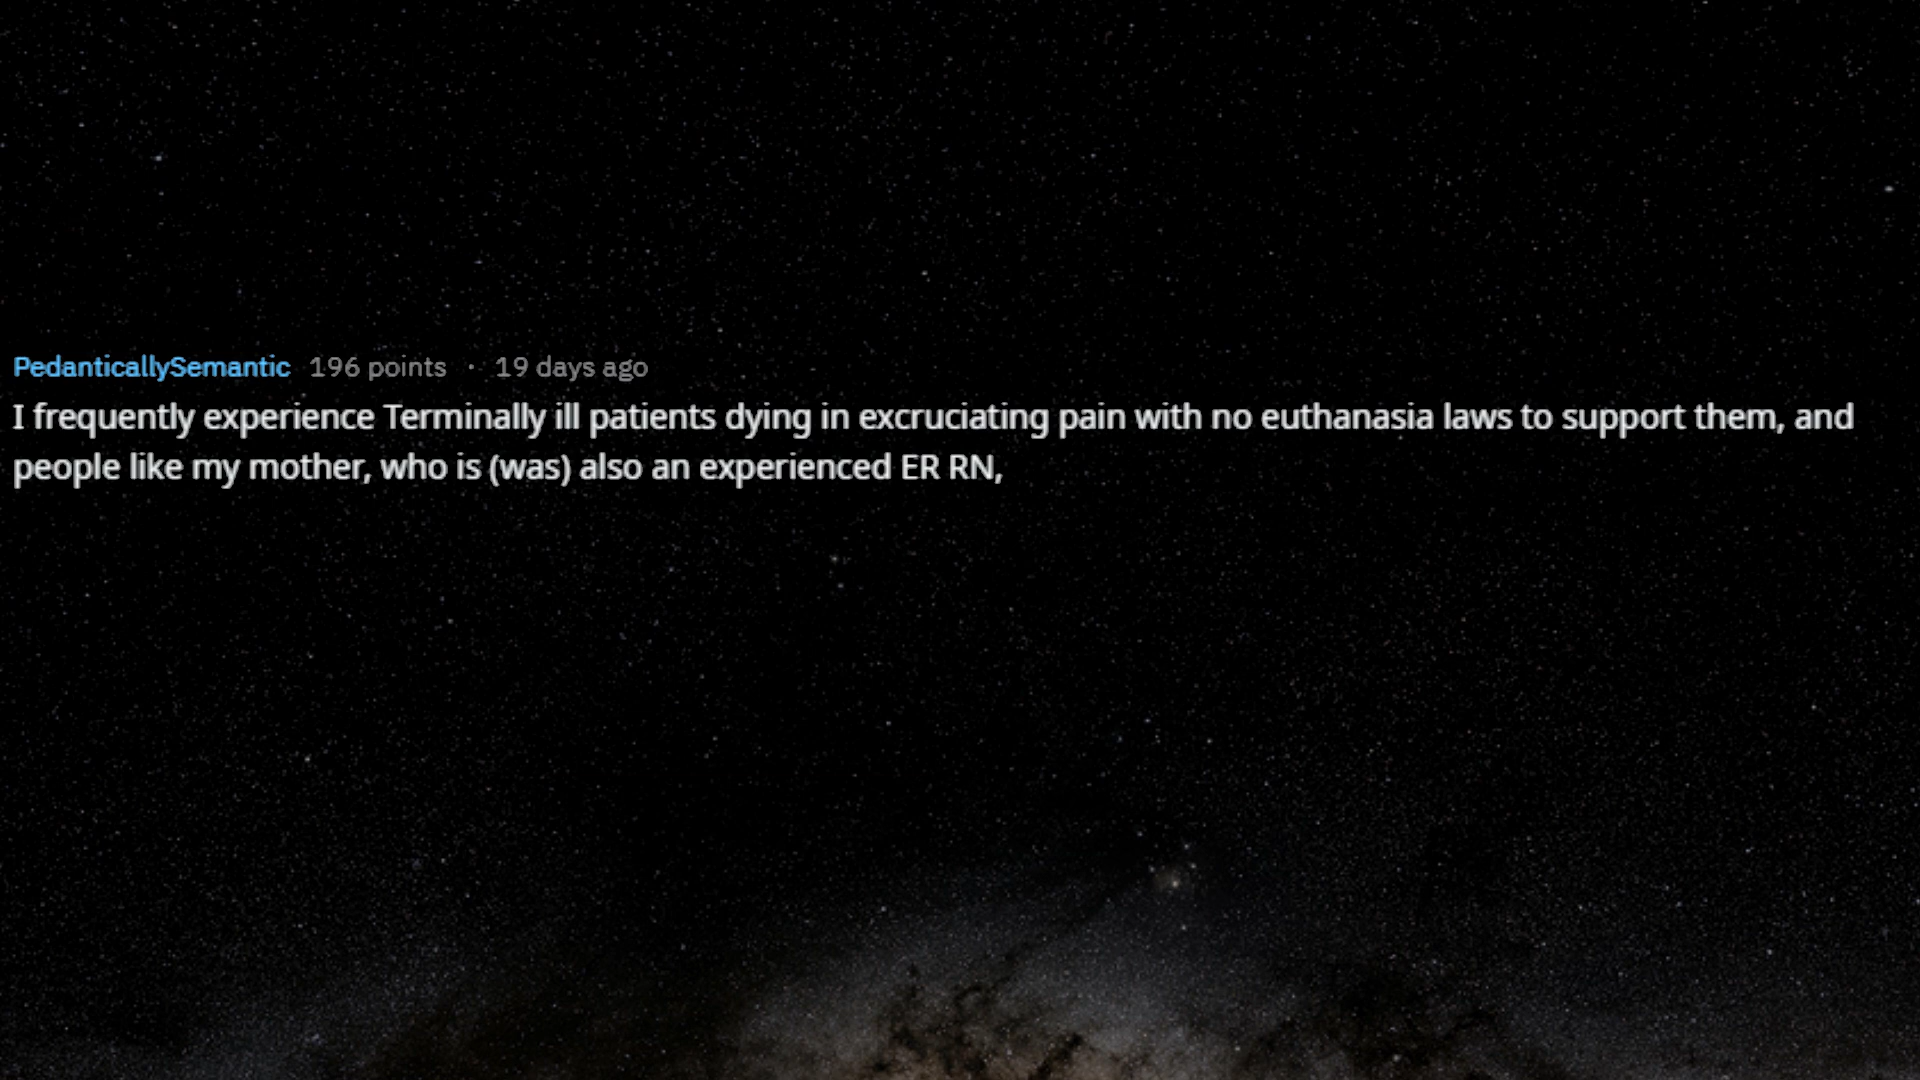 PedanticallySemantic 196 points · 19 days ago
I frequently experience Terminally ill patients dying in excruciating pain with no euthanasia laws to support them, and
people like my mother, who is (was) also an experienced ER RN,